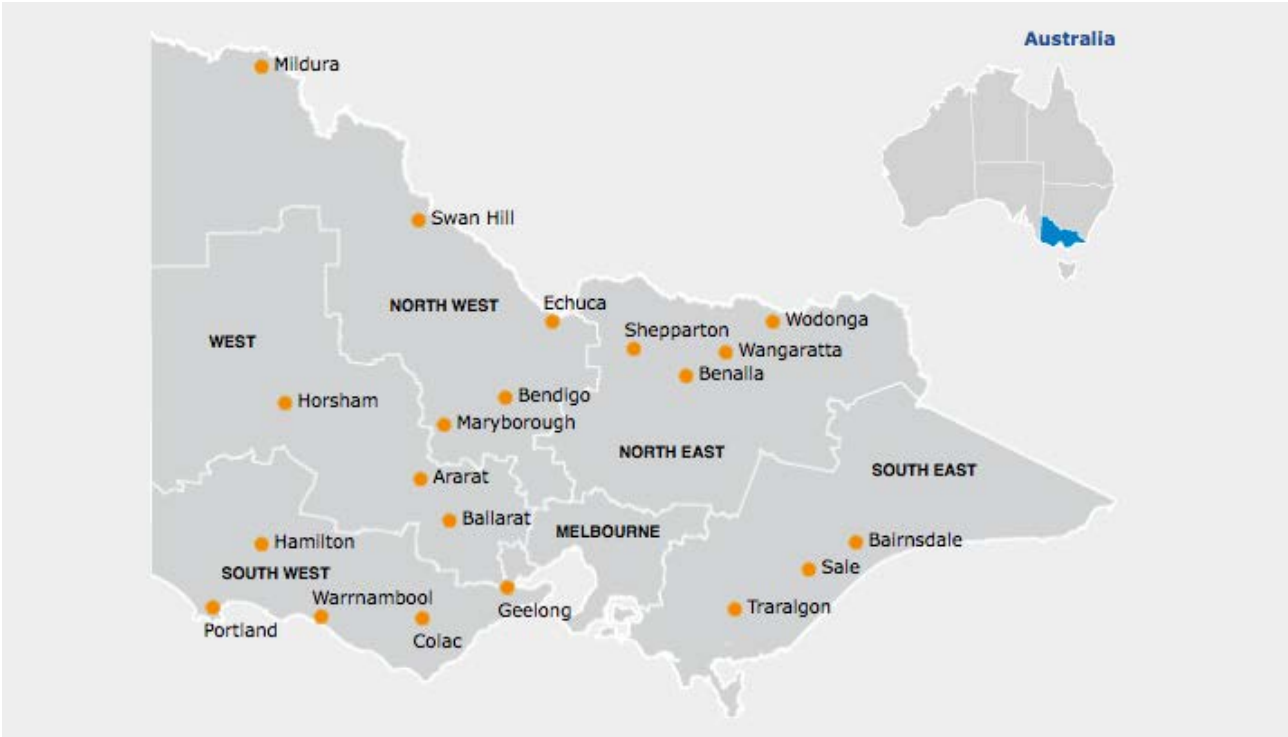 Australia
Mildura
Swan Hill
NORTH WEST
Echuca
Wodonga
Shepparton
WEST
Wangaratta
Benalla
Bendigo
Horsham
Maryborough
NORTH EAST
SOUTH EAST
Ararat
Ballarat
MELBOURNE
Hamilton
Bairnsdale
Sale
SOUTH WEST
Warrnambool
Geelong
Traralgon
Portland
Colac